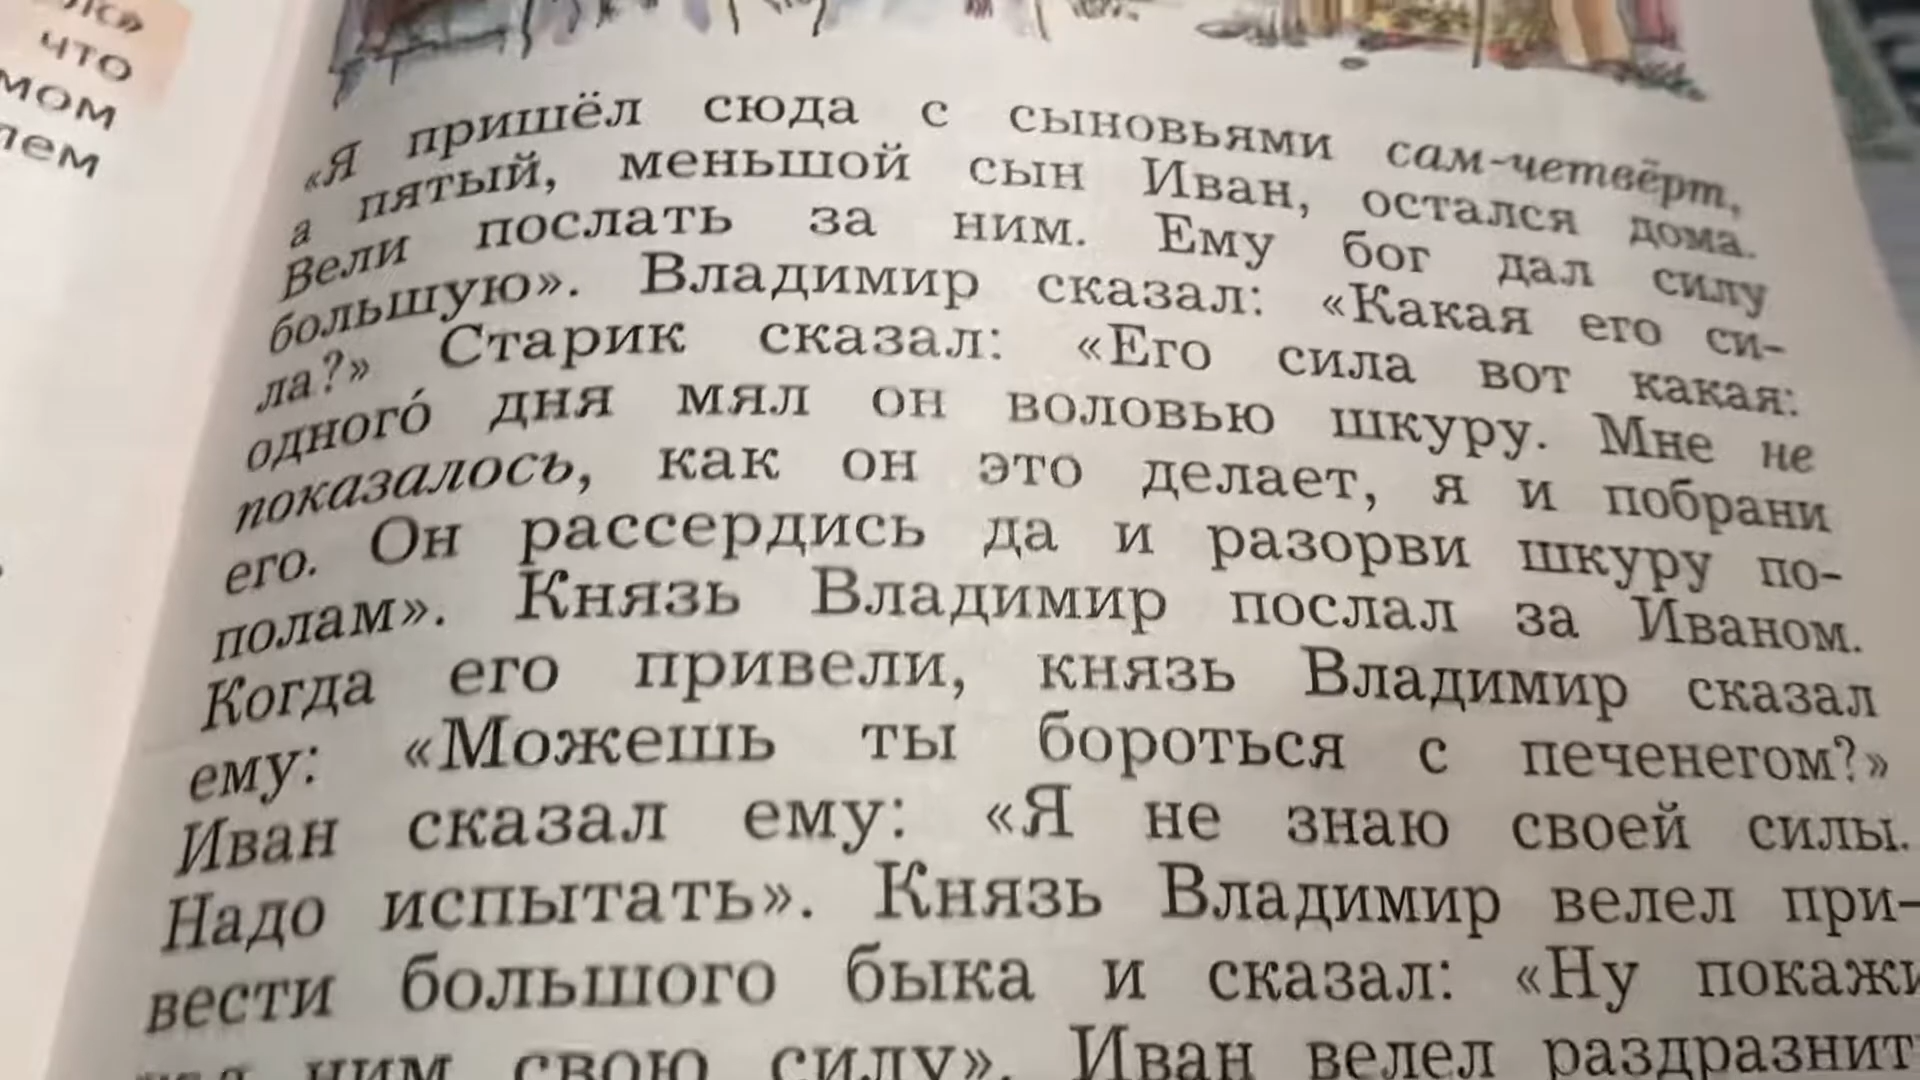 что
«Я пришёл сюда с сыновьями сам-четвёрт,
а пятый, меньшой сын Иван, остался дома.
Вели послать за ним. Ему бог дал силу
большую». Владимир сказал: «Какая его си-
ла?» Старик сказал: «Его сила вот какая:
одногó дня мял он воловью шкуру. Мне не
показалось, как он это делает, я и побрани
его. Он рассердись да и разорви шкуру по-
полам». Князь Владимир послал за Иваном.
Когда его привели, князь Владимир сказал
ему: «Можешь ты бороться с печенегом?»
Иван сказал ему: «Я не знаю своей силы.
Надо испытать». Князь Владимир велел при-
вести большого быка и сказал: «Ну покажи
ним свою силу». Иван велел раздразнит